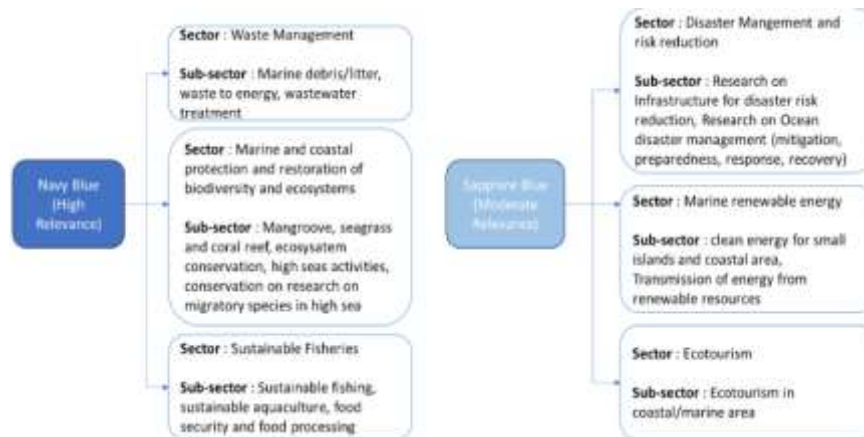 Navy Blue
(High
Relevance)
Sector : Waste Management
Sub-sector : Marine debris/litter,
waste to energy, wastewater
treatment
Sector : Marine and coastal
protection and restoration of
biodiversity and ecosystems
Sub-sector : Mangroove, seagrass
and coral reef, ecosysatem
conservation, high seas activities,
conservation on research on
migratory species in high sea
Sector : Sustainable Fisheries
Sub-sector : Sustainable fishing,
sustainable aquaculture, food
security and food processing
Sapphire Blue
(Moderate
Relevance)
Sector : Disaster Mangement and
risk reduction
Sub-sector : Research on
Infrastructure for disaster risk
reduction, Research on Ocean
disaster management (mitigation,
preparedness, response, recovery)
Sector : Marine renewable energy
Sub-sector : clean energy for small
islands and coastal area,
Transmission of energy from
renewable resources
Sector : Ecotourism
Sub-sector : Ecotourism in
coastal/marine area